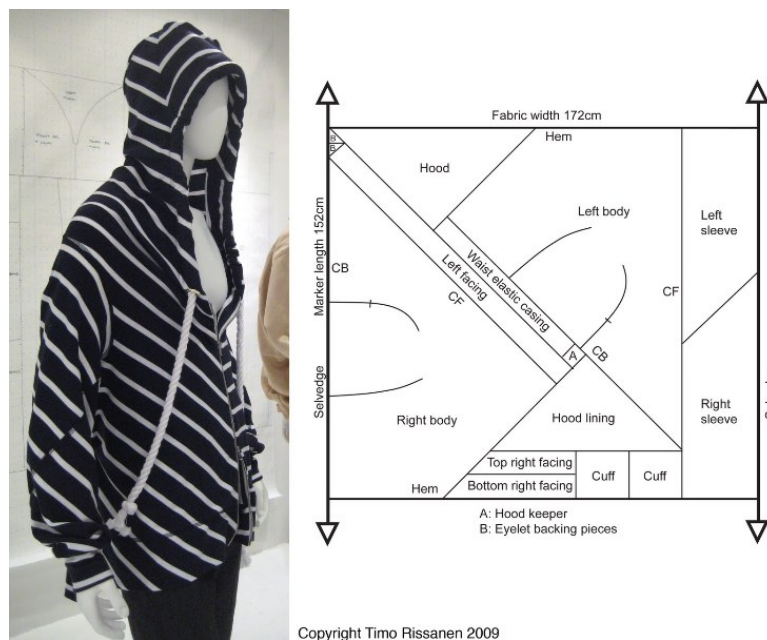 Fabric width 172cm
Hem
B
B
Hood
Left body
Left
sleeve
Marker length 152cm
CB
Waist elastic casing
Left facing
CF
CF
A
CB
Selvedge
Right body
Hood lining
Right
sleeve
Top right facing
Bottom right facing
Cuff
Cuff
Hem
A: Hood keeper
B: Eyelet backing pieces
Copyright Timo Rissanen 2009